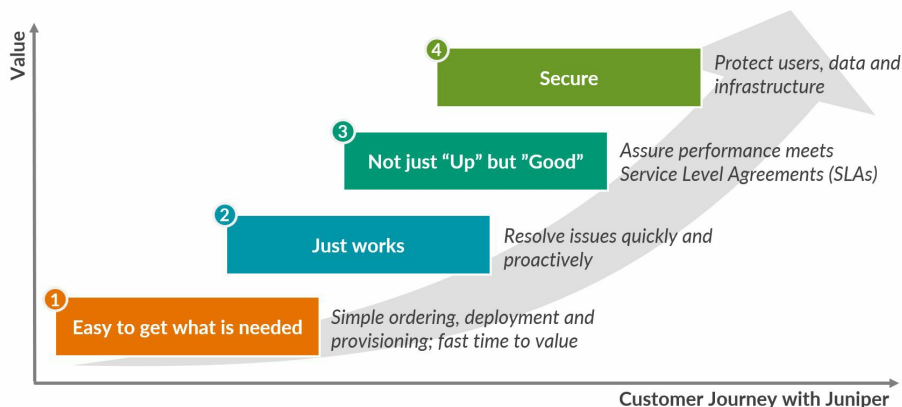 Value
4
Secure
Protect users, data and
infrastructure
3
Not just “Up” but ”Good”
Assure performance meets
Service Level Agreements (SLAs)
2
Just works
Resolve issues quickly and
proactively
1
Easy to get what is needed
Simple ordering, deployment and
provisioning; fast time to value
Customer Journey with Juniper